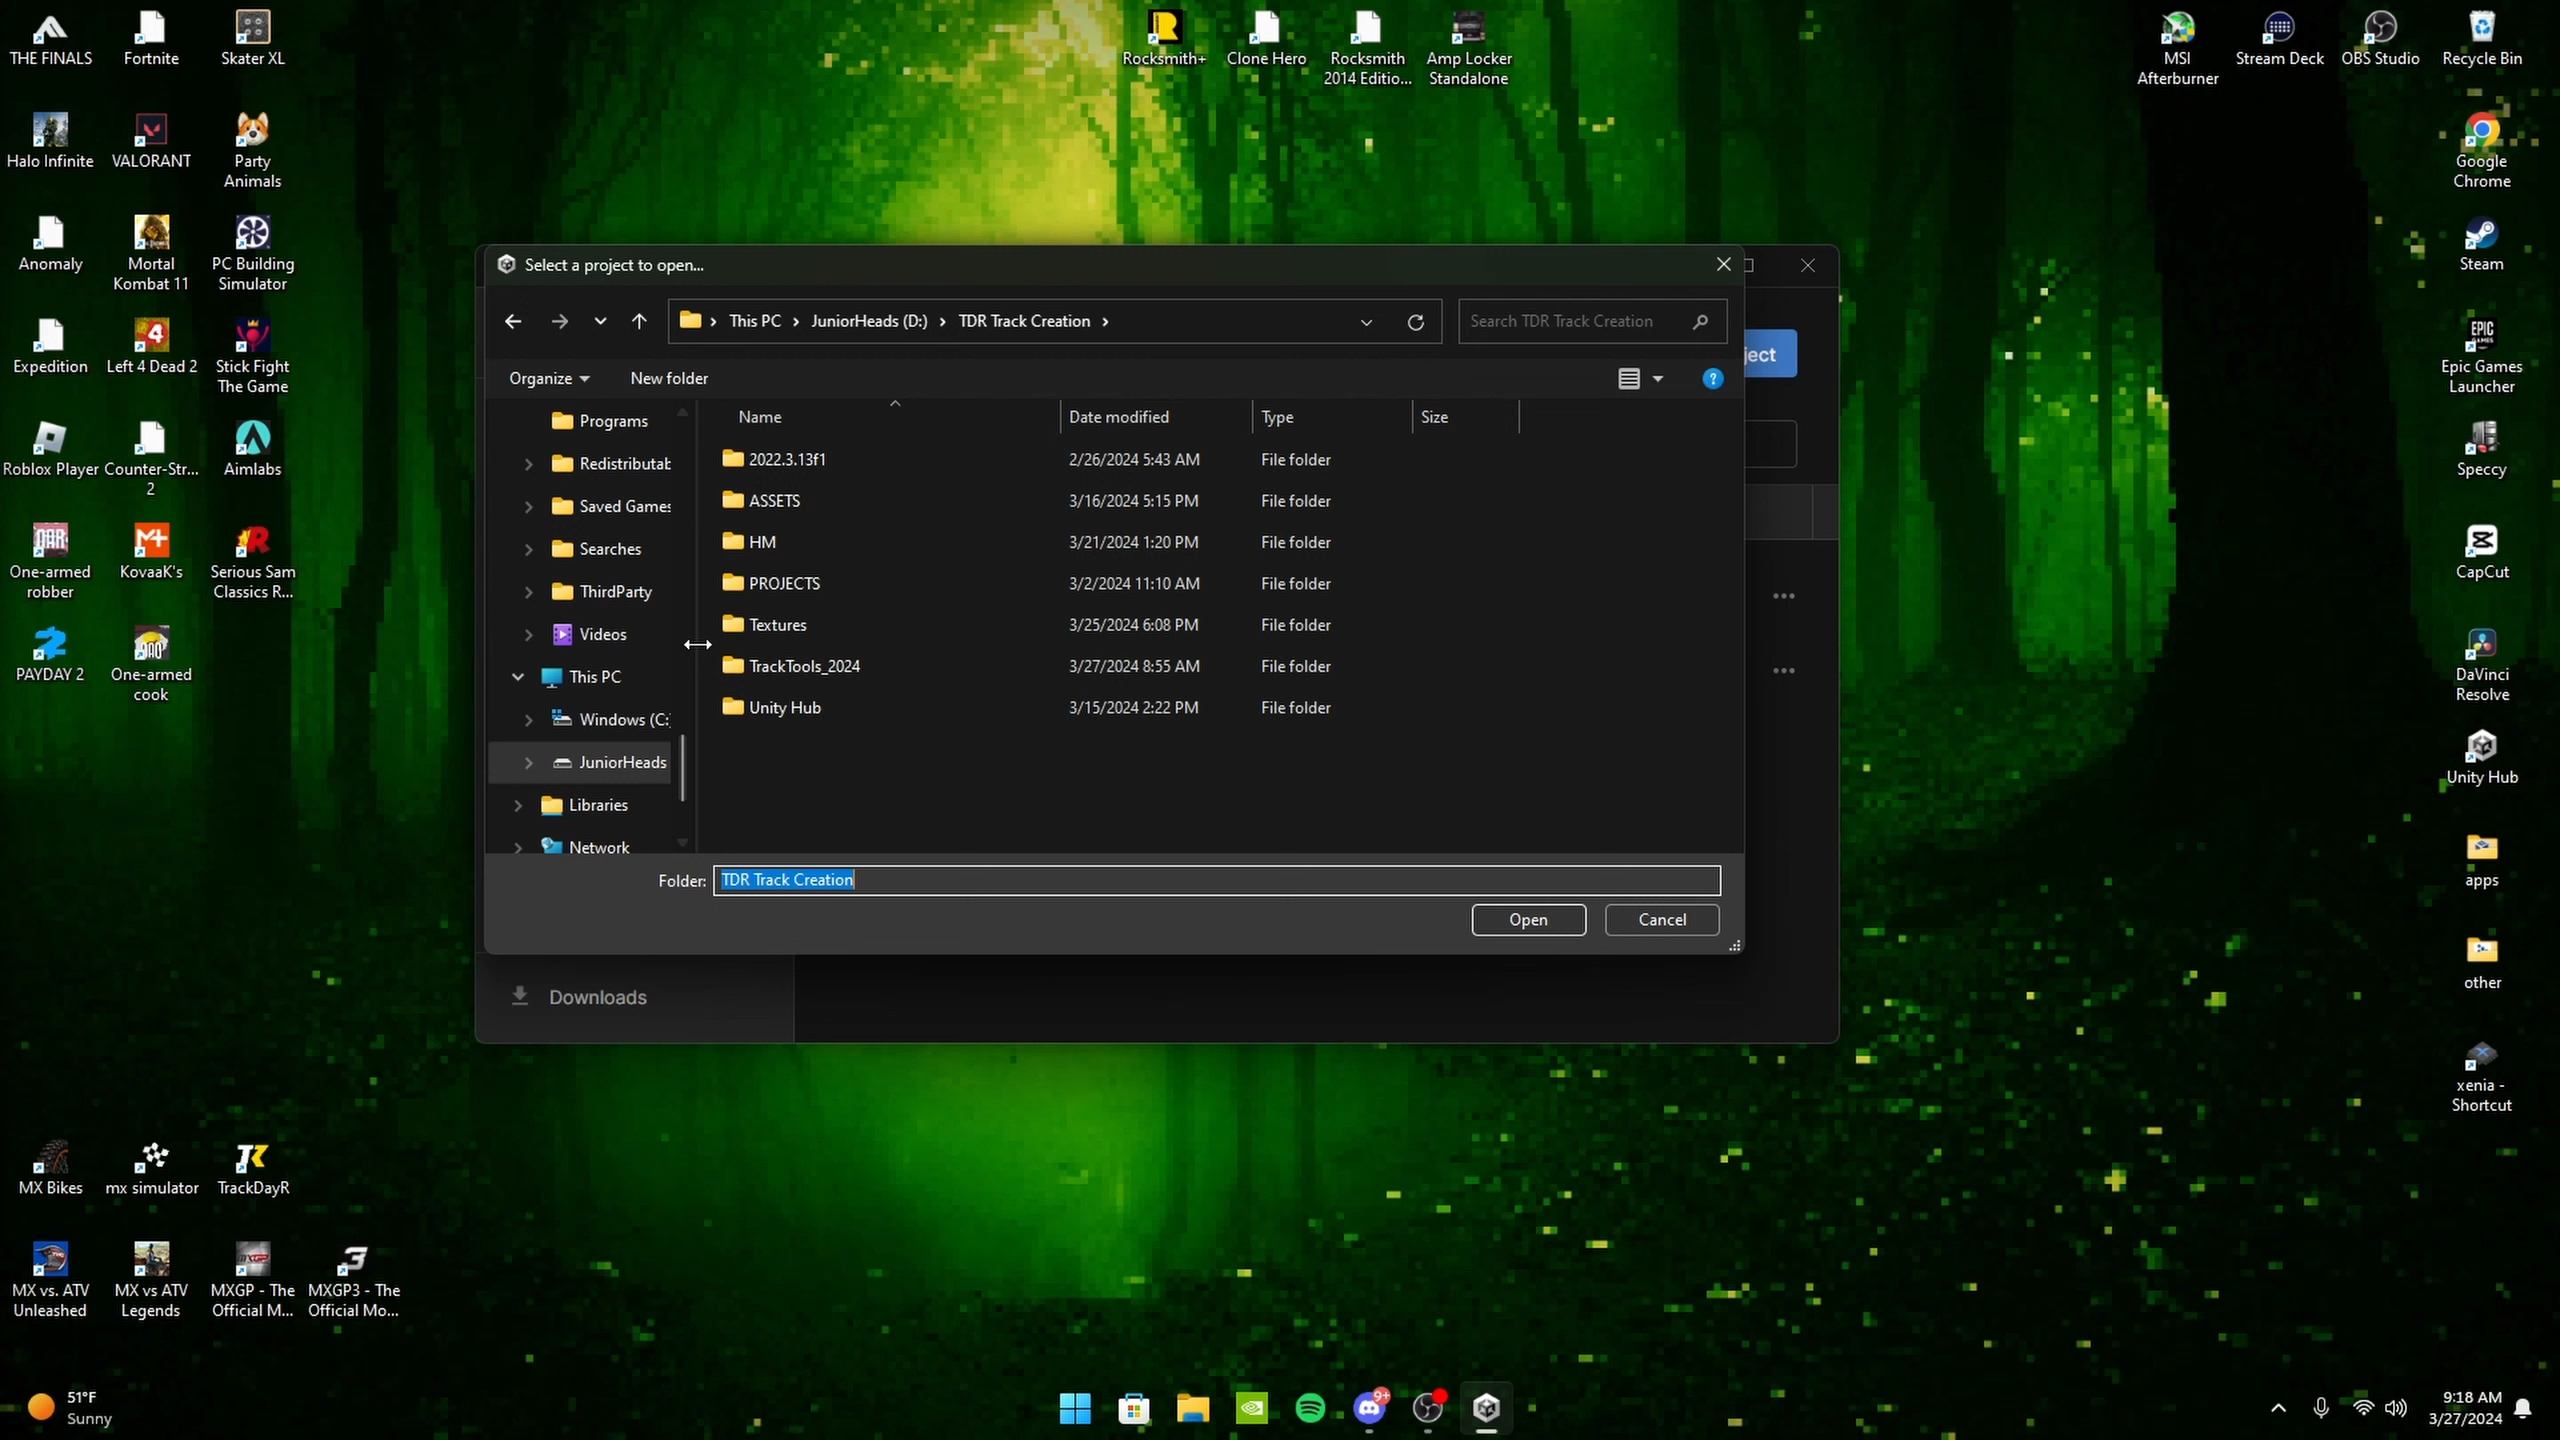 THE FINALS
Fortnite
Skater XL
Rocksmith+
Clone Hero
Rocksmith
2014 Editio...
Amp Locker
Standalone
MSI
Afterburner
Stream Deck
OBS Studio
Recycle Bin
Halo Infinite
VALORANT
Party
Animals
Google
Chrome
Anomaly
Mortal
Kombat 11
PC Building
Simulator
Steam
Expedition
Left 4 Dead 2
Stick Fight
The Game
EPIC
GAMES
Epic Games
Launcher
Roblox Player
Counter-Str...
2
Aimlabs
Speccy
One-armed
robber
KovaaK's
Serious Sam
Classics R...
CapCut
PAYDAY 2
One-armed
cook
DaVinci
Resolve
Unity Hub
apps
other
xenia -
Shortcut
Select a project to open...
This PC
JuniorHeads (D:)
TDR Track Creation
Search TDR Track Creation
ject
Organize
New folder
?
Name
Date modified
Type
Size
Programs
Redistributab
Saved Games
Searches
ThirdParty
Videos
This PC
Windows (C:
JuniorHeads
Libraries
Network
2022.3.13f1 2/26/2024 5:43 AM File folder
ASSETS 3/16/2024 5:15 PM File folder
HM 3/21/2024 1:20 PM File folder
PROJECTS 3/2/2024 11:10 AM File folder
Textures 3/25/2024 6:08 PM File folder
TrackTools_2024 3/27/2024 8:55 AM File folder
Unity Hub 3/15/2024 2:22 PM File folder
Folder: TDR Track Creation
Open
Cancel
Downloads
MX Bikes
mx simulator
TrackDayR
MX vs. ATV
Unleashed
MX vs ATV
Legends
MXGP - The
Official M...
MXGP3 - The
Official Mo...
51°F
Sunny
9+
9:18 AM
3/27/2024